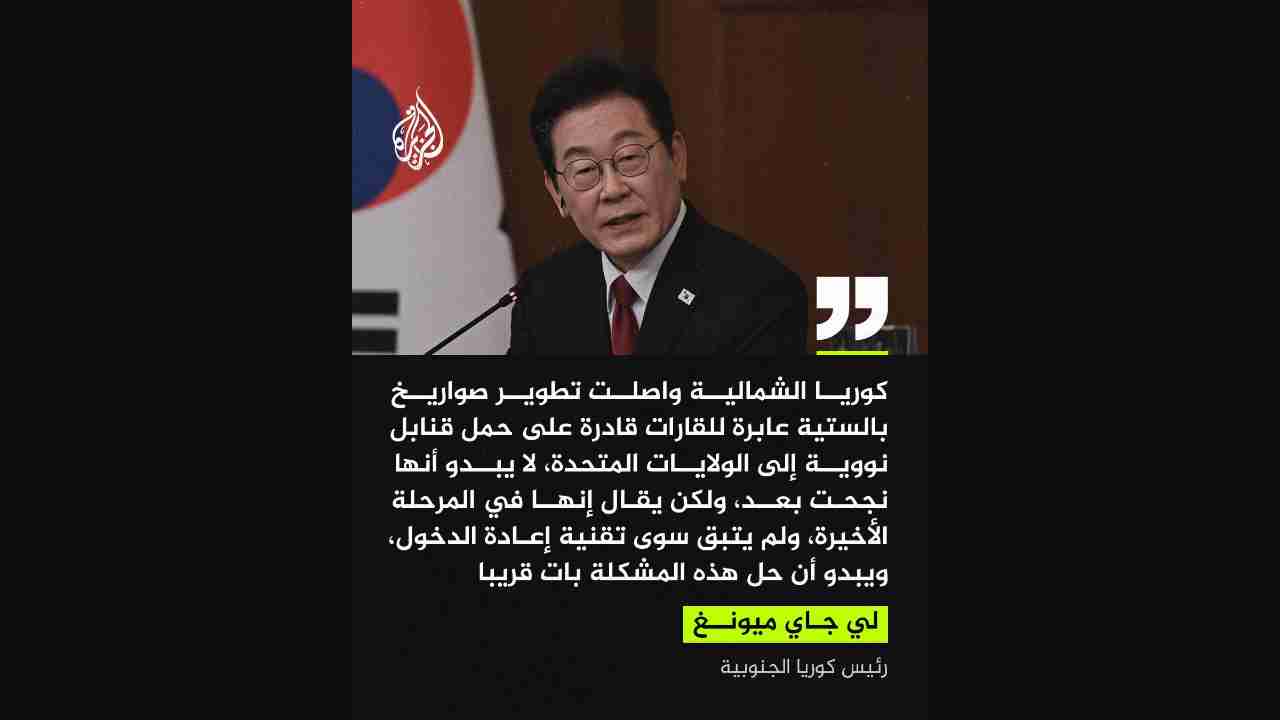 الجزيرة
كوريا الشمالية واصلت تطوير صواريخ
بالستية عابرة للقارات قادرة على حمل قنابل
نووية إلى الولايات المتحدة، لا يبدو أنها
نجحت بعد، ولكن يقال إنها في المرحلة
الأخيرة، ولم يتبق سوى تقنية إعادة الدخول،
ويبدو أن حل هذه المشكلة بات قريبا
لي جاي ميونغ
رئيس كوريا الجنوبية